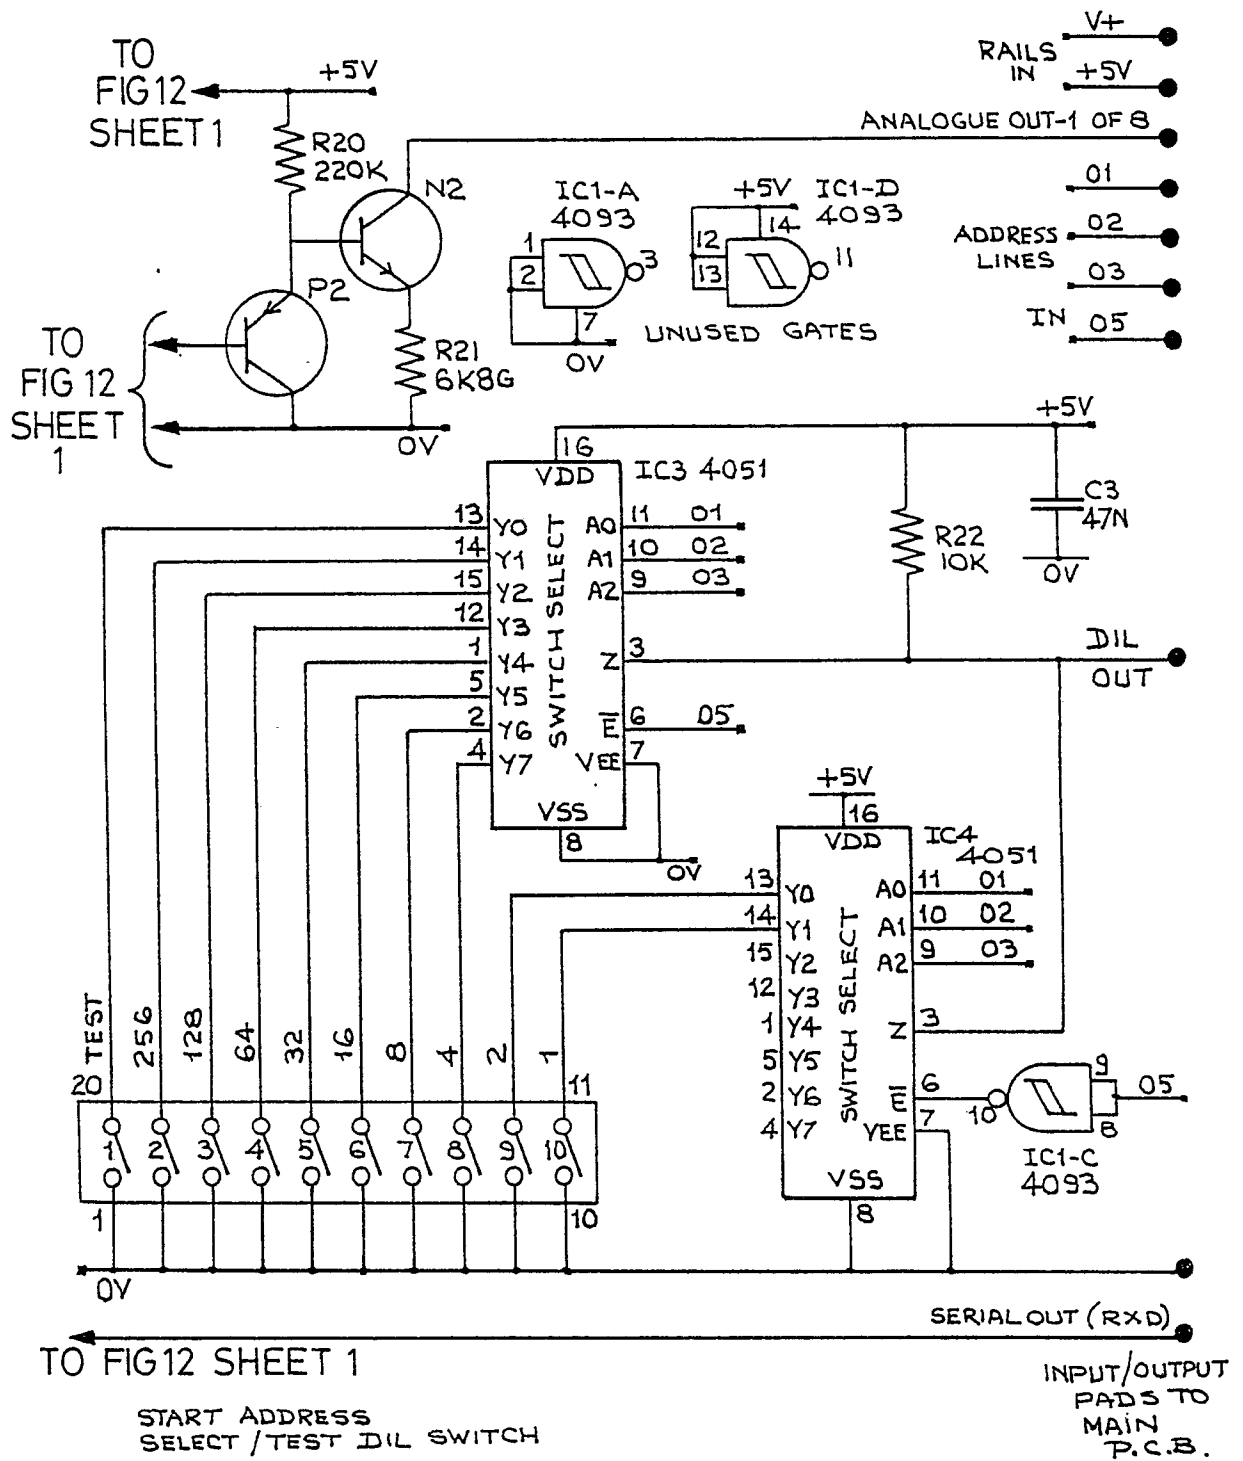 TO
FIG 12
SHEET 1
+5V
R20
220K
N2
P2
TO
FIG 12
SHEET
1
R21
6K8G
0V
IC1-A
4093
1
2
3
7
0V
+5V
IC1-D
4093
14
12
13
11
UNUSED GATES
RAILS
IN
V+
+5V
ANALOGUE OUT-1 OF 8
ADDRESS
LINES
IN
01
02
03
05
+5V
R22
10K
C3
47N
0V
DIL
OUT
16
VDD
IC3 4051
SWITCH SELECT
13 Y0
14 Y1
15 Y2
12 Y3
1 Y4
5 Y5
2 Y6
4 Y7
A0 11 01
A1 10 02
A2 9 03
Z 3
E 6 05
VEE 7
VSS
8
0V
+5V
16
VDD
IC4
4051
SWITCH SELECT
13 Y0
14 Y1
15 Y2
12 Y3
1 Y4
5 Y5
2 Y6
4 Y7
A0 11 01
A1 10 02
A2 9 03
Z 3
E 6
VEE 7
VSS
8
10
9
8
05
IC1-C
4093
TEST
256
128
64
32
16
8
4
2
1
20
11
1 2 3 4 5 6 7 8 9 10
1
10
0V
SERIAL OUT (RXD)
TO FIG12 SHEET 1
START ADDRESS
SELECT/TEST DIL SWITCH
INPUT/OUTPUT
PADS TO
MAIN
P.C.B.